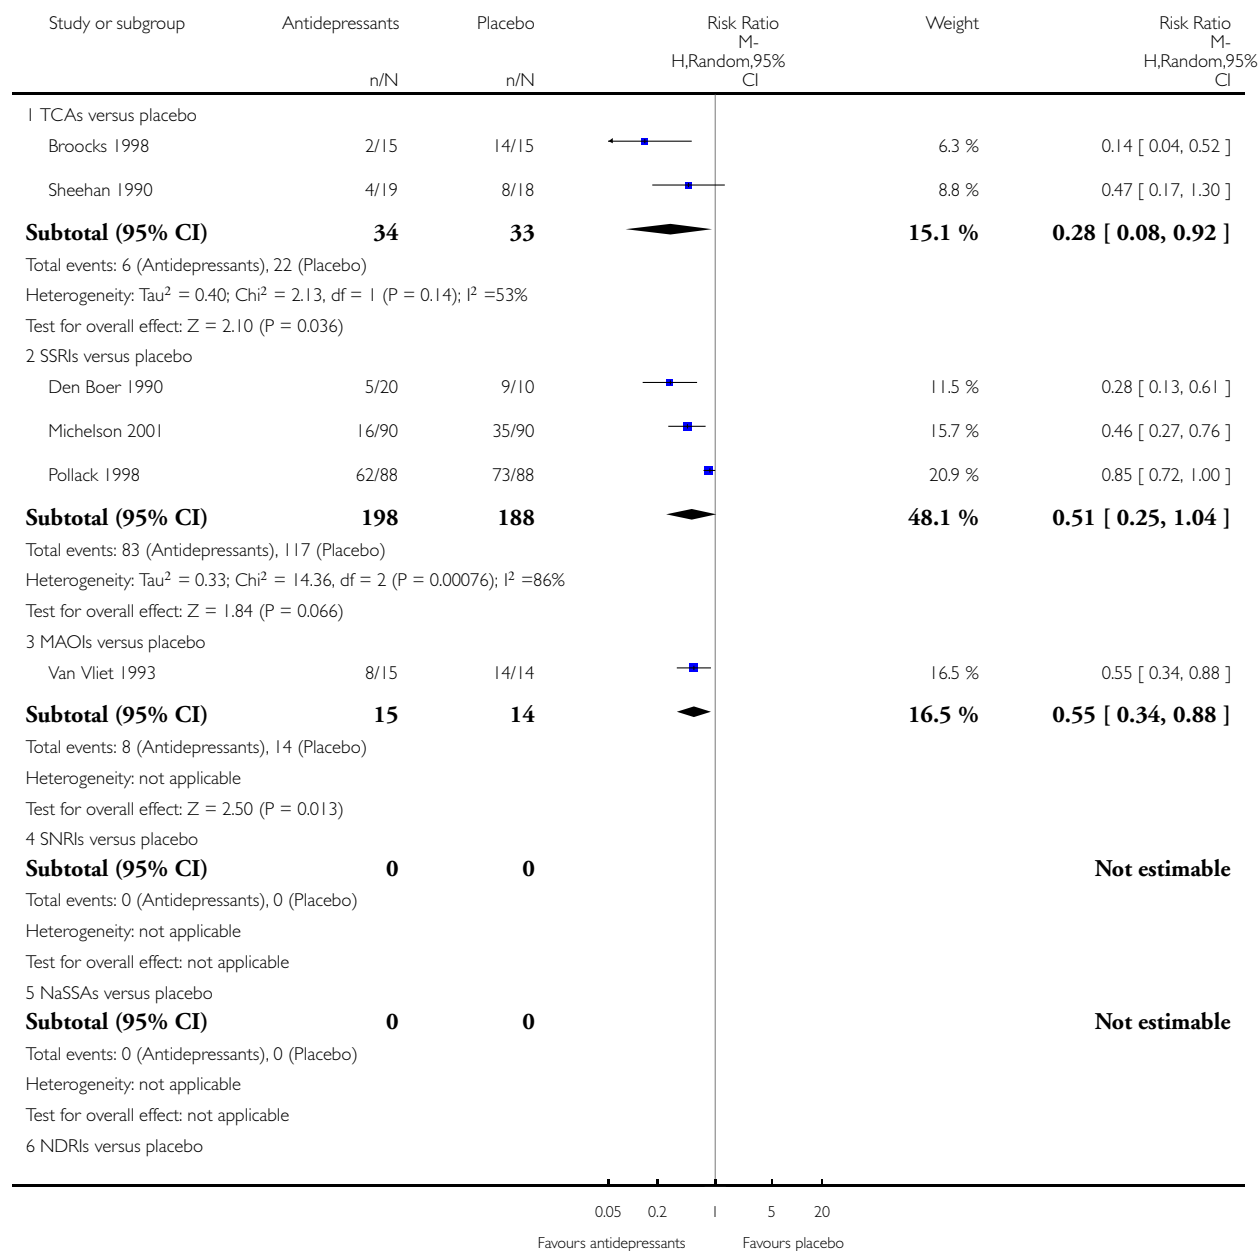 Study or subgroup Antidepressants Placebo Risk Ratio Weight Risk Ratio
M- M-
H,Random,95% H,Random,95%
n/N n/N CI CI
1 TCAs versus placebo
Broocks 1998 2/15 14/15 6.3 % 0.14 [ 0.04, 0.52 ]
Sheehan 1990 4/19 8/18 8.8 % 0.47 [ 0.17, 1.30 ]
Subtotal (95% CI) 34 33 15.1 % 0.28 [ 0.08, 0.92 ]
Total events: 6 (Antidepressants), 22 (Placebo)
Heterogeneity: Tau² = 0.40; Chi² = 2.13, df = 1 (P = 0.14); I² =53%
Test for overall effect: Z = 2.10 (P = 0.036)
2 SSRIs versus placebo
Den Boer 1990 5/20 9/10 11.5 % 0.28 [ 0.13, 0.61 ]
Michelson 2001 16/90 35/90 15.7 % 0.46 [ 0.27, 0.76 ]
Pollack 1998 62/88 73/88 20.9 % 0.85 [ 0.72, 1.00 ]
Subtotal (95% CI) 198 188 48.1 % 0.51 [ 0.25, 1.04 ]
Total events: 83 (Antidepressants), 117 (Placebo)
Heterogeneity: Tau² = 0.33; Chi² = 14.36, df = 2 (P = 0.00076); I² =86%
Test for overall effect: Z = 1.84 (P = 0.066)
3 MAOIs versus placebo
Van Vliet 1993 8/15 14/14 16.5 % 0.55 [ 0.34, 0.88 ]
Subtotal (95% CI) 15 14 16.5 % 0.55 [ 0.34, 0.88 ]
Total events: 8 (Antidepressants), 14 (Placebo)
Heterogeneity: not applicable
Test for overall effect: Z = 2.50 (P = 0.013)
4 SNRIs versus placebo
Subtotal (95% CI) 0 0 Not estimable
Total events: 0 (Antidepressants), 0 (Placebo)
Heterogeneity: not applicable
Test for overall effect: not applicable
5 NaSSAs versus placebo
Subtotal (95% CI) 0 0 Not estimable
Total events: 0 (Antidepressants), 0 (Placebo)
Heterogeneity: not applicable
Test for overall effect: not applicable
6 NDRIs versus placebo
0.05 0.2 1 5 20
Favours antidepressants Favours placebo